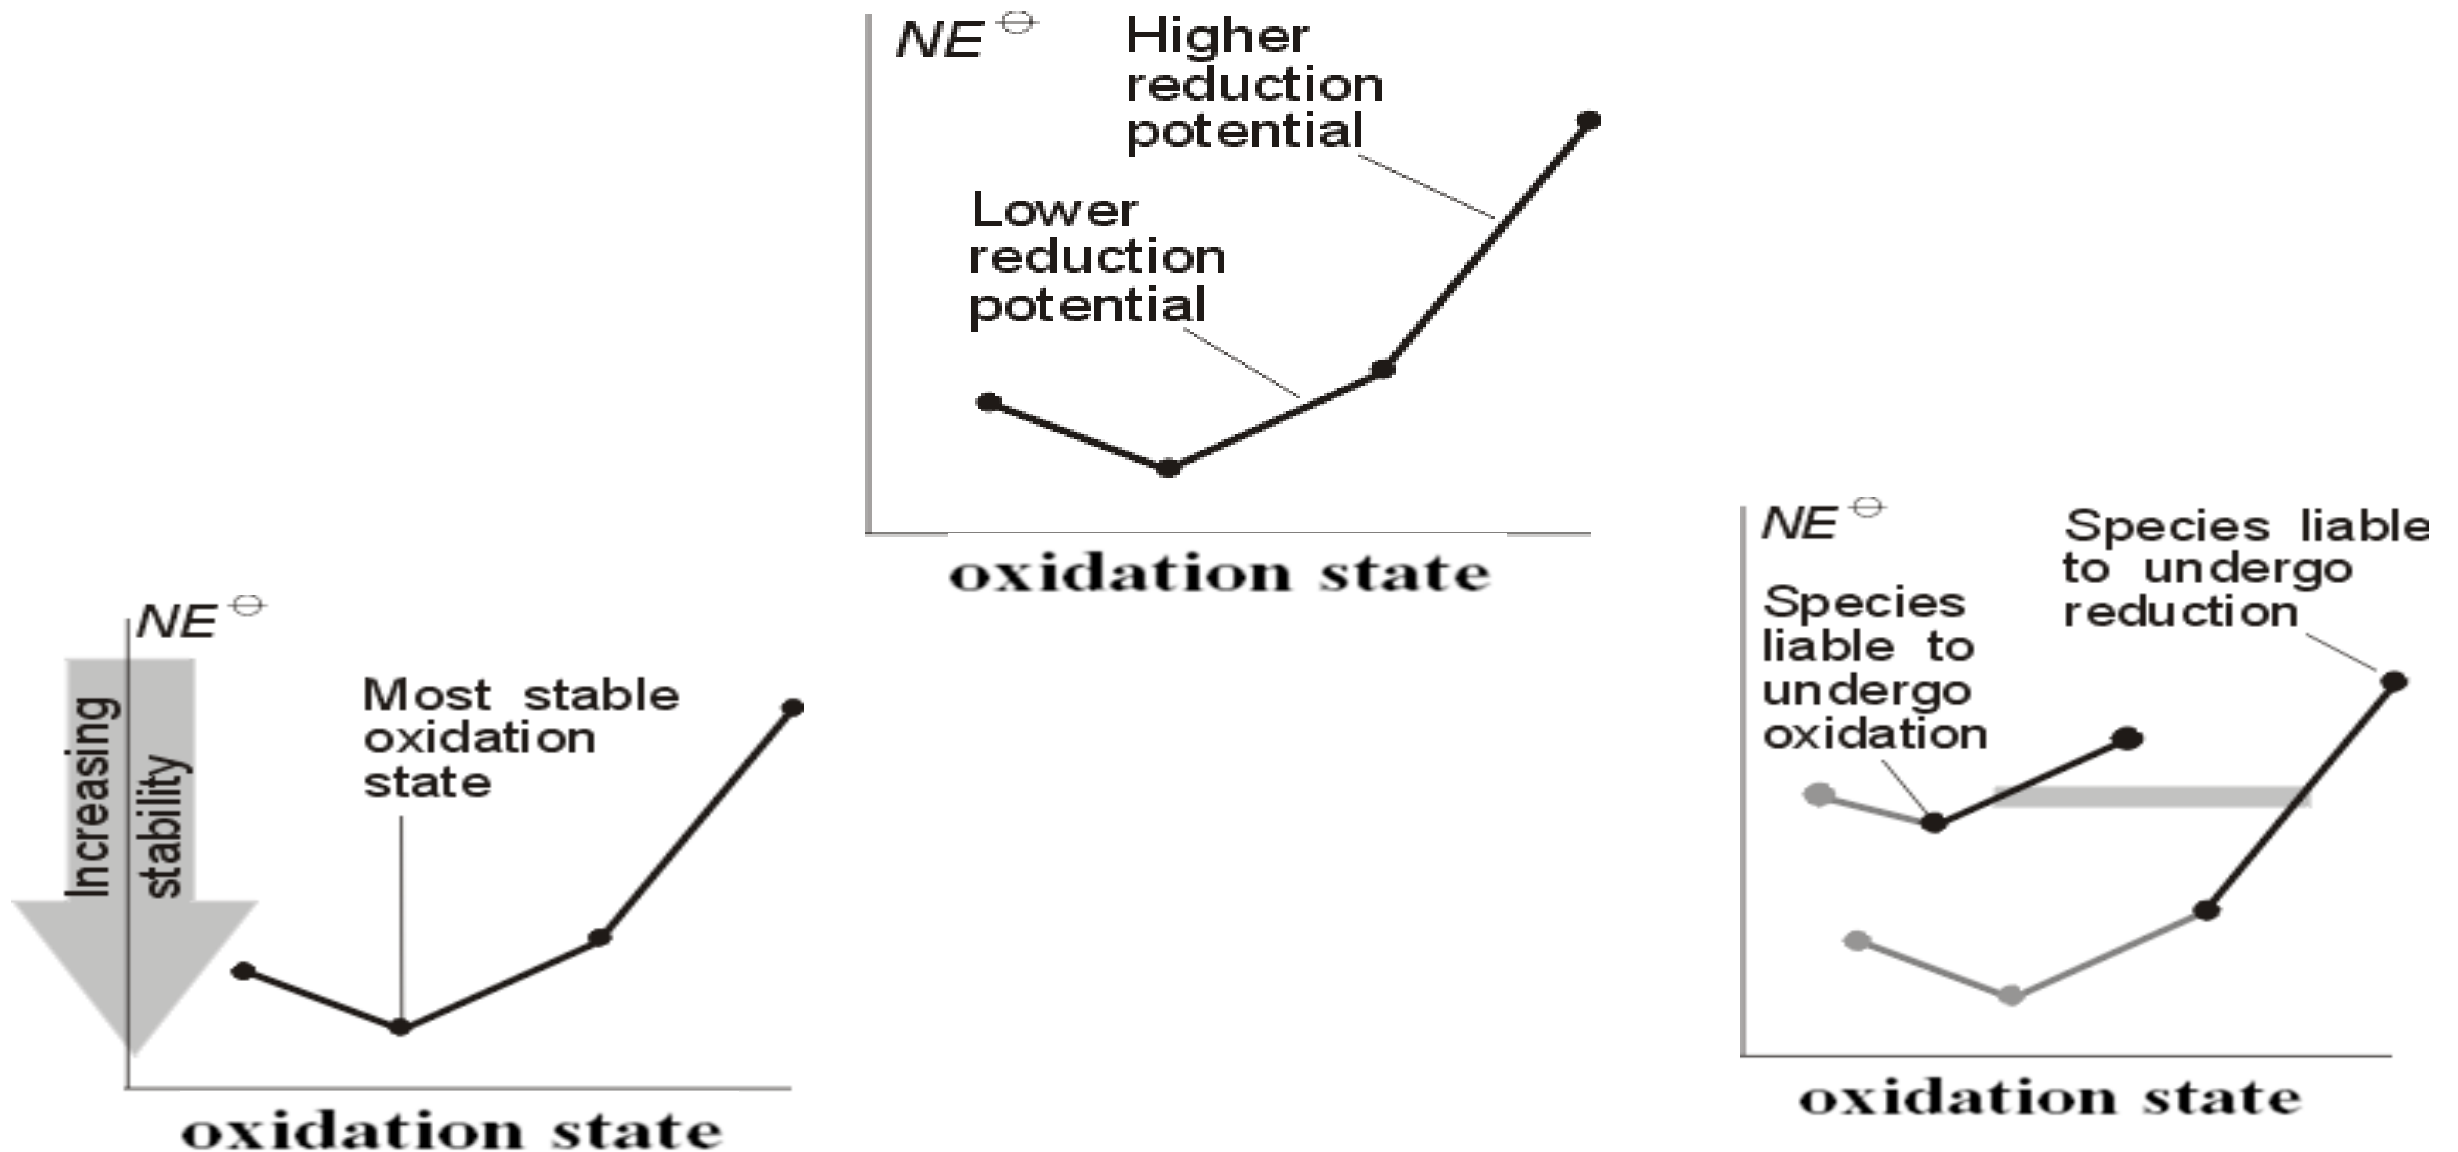 NE ⊖
Higher
reduction
potential
Lower
reduction
potential
oxidation state
NE ⊖
Increasing
stability
Most stable
oxidation
state
oxidation state
NE ⊖
Species liable
to undergo
reduction
Species
liable to
undergo
oxidation
oxidation state